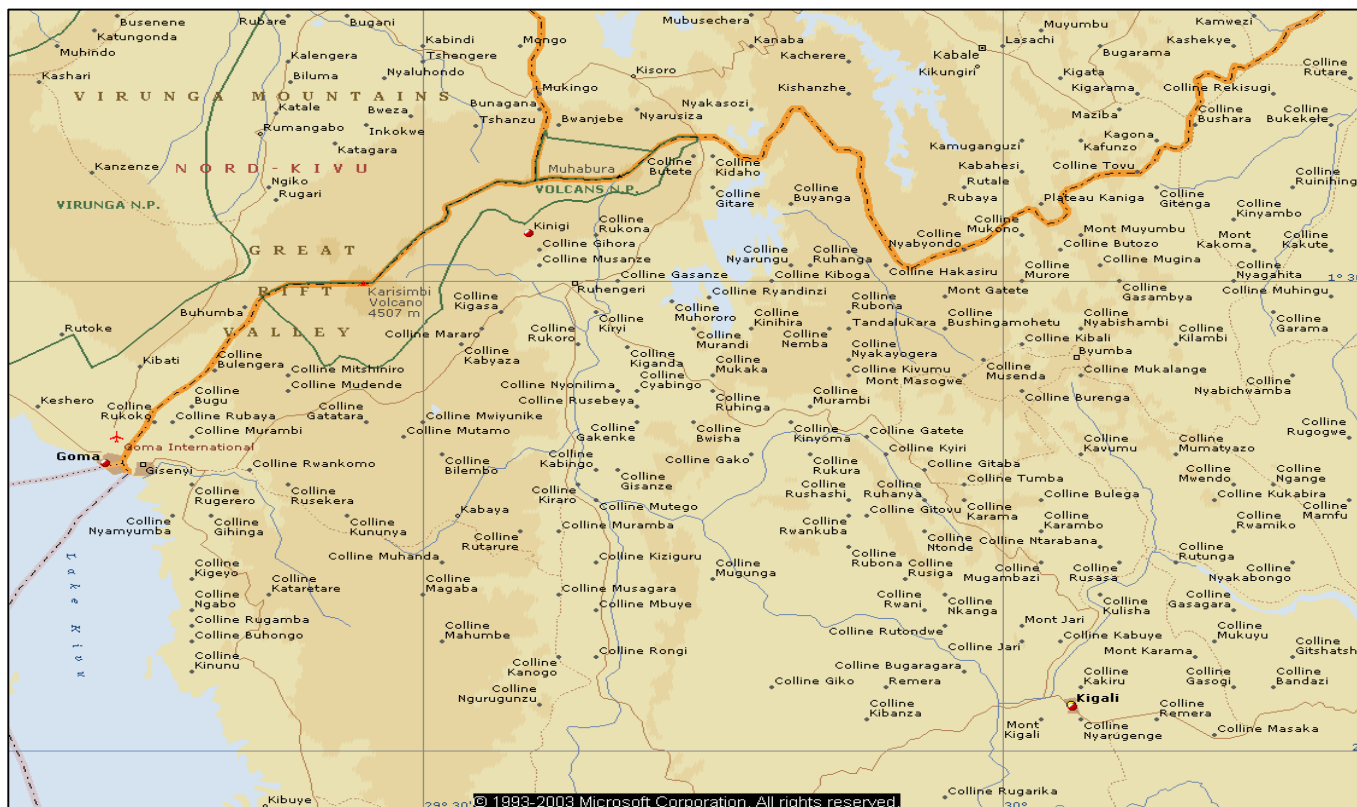 Busenene
Rubare
Bugani
Mubusechera
Muyumbu
Kamwezi
Katungonda
Kabindi
Mongo
Kanaba
Kabale
Lasachi
Kashekye
Muhindo
Kalengera
Tshengere
Kacherere
Bugarama
Colline
Rutare
Kashari
Biluma
Nyaluhondo
Kisoro
Kikungiri
Kigata
VIRUNGA MOUNTAINS
Mukingo
Kishanzhe
Kigarama
Colline Rekisugi
Katale
Bweza
Bunagana
Nyakasozi
Maziba
Colline
Bushara
Colline
Bukekele
Rumangabo
Inkokwe
Tshanzu
Bwanjebe
Nyarusiza
Kagona
Katagara
Kamuganguzi
Kafunzo
Kanzenze
NORD-KIVU
Muhabura
Colline
Butete
Colline
Kidaho
Kabahesi
Colline Tovu
Colline
Ruinihing
Ngiko
Rutale
VIRUNGA N.P.
Rugari
VOLCANS N.P.
Colline
Gitare
Colline
Buyanga
Rubaya
Plateau Kaniga
Colline
Gitenga
Colline
Kinyambo
Kinigi
Colline
Rukona
Colline
Mukono
Mont Muyumbu
GREAT
Colline Gihora
Colline
Nyarungu
Colline
Ruhanga
Nyabyondo
Colline Butozo
Mont
Kakoma
Colline
Kakute
Colline Musanze
Colline Mugina
Colline Gasanze
Colline Kiboga
Colline Hakasiru
Colline
Murore
Colline
Nyagahita
1° 30
RIFT
Karisimbi
Volcano
4507 m
Ruhengeri
Colline Ryandinzi
Mont Gatete
Colline
Gasambya
Colline Muhingu
Buhumba
Colline
Kigasa
Colline
Muhororo
Colline
Rubona
Rutoke
VALLEY
Colline Mararo
Colline
Rukoro
Colline
Kiryi
Colline
Kinihira
Tandalukara
Colline
Bushingamohetu
Colline
Nyabishambi
Colline
Kilambi
Colline
Garama
Kibati
Colline
Bulengera
Colline
Kabyaza
Colline
Kiganda
Colline
Murandi
Colline
Nemba
Colline
Nyakayogera
Colline Kibali
Byumba
Colline Mitshiniro
Colline
Cyabingo
Colline
Mukaka
Colline Kivumu
Colline
Musenda
Colline Mukalange
Colline Mudende
Colline Nyonilima
Mont Masogwe
Colline
Nyabichwamba
Keshero
Colline
Rukoko
Colline
Bugu
Colline Rusebeya
Colline
Ruhinga
Colline
Murambi
Colline Burenga
Colline Rubaya
Colline
Gatatara
Colline Mwiyunike
Goma International
Colline Murambi
Colline Mutamo
Colline
Gakenke
Colline
Bwisha
Colline
Kinyoma
Colline Gatete
Colline
Kavumu
Colline
Mumatyazo
Colline
Rugogwe
Goma
Gisenyi
Colline Rwankomo
Colline
Bilembo
Colline
Kabingo
Colline
Gako
Colline
Rukura
Colline
Kyiri
Colline Gitaba
Colline
Rugerero
Colline
Rusekera
Colline
Gisanze
Colline
Rushashi
Colline
Ruhanya
Colline Tumba
Colline
Mwendo
Colline
Ngange
Colline
Nyamyumba
Colline
Gihinga
Colline
Kununya
Kabaya
Colline
Kiraro
Colline Mutego
Colline Gitovu
Colline
Karama
Colline Bulega
Colline Kukabira
Colline
Mamfu
Colline
Rutarure
Colline Muramba
Colline
Rwankuba
Colline
Ntonde
Colline
Karambo
Colline
Rwamiko
Lake Kivu
Colline Muhanda
Colline Kiziguru
Colline
Mugunga
Colline
Rubona
Colline
Rusiga
Colline Ntarabana
Colline
Mugambazi
Colline
Rusasa
Colline
Rutunga
Colline
Nyakabongo
Colline
Kigeyo
Colline
Kataretare
Colline
Magaba
Colline Musagara
Colline
Ngabo
Colline Mbuye
Colline
Rwani
Colline
Nkanga
Colline
Kulisha
Colline
Gasagara
Colline Rugamba
Colline
Mahumbe
Colline Rutondwe
Mont Jari
Colline Kabuye
Colline
Mukuyu
Colline Buhongo
Colline Jari
Mont Karama
Colline
Gitshatsh
Colline
Kinunu
Colline
Kanogo
Colline Rongi
Colline Bugaragara
Colline
Kakiru
Colline
Gasogi
Colline
Bandazi
Colline
Ngurugunzu
Colline Giko
Remera
Kigali
Colline
Kibanza
Mont
Kigali
Colline
Nyarugenge
Colline
Remera
Colline Masaka
2
Colline Rugarika
Kibuye
29° 30'
© 1993-2003 Microsoft Corporation. All rights reserved.
30°